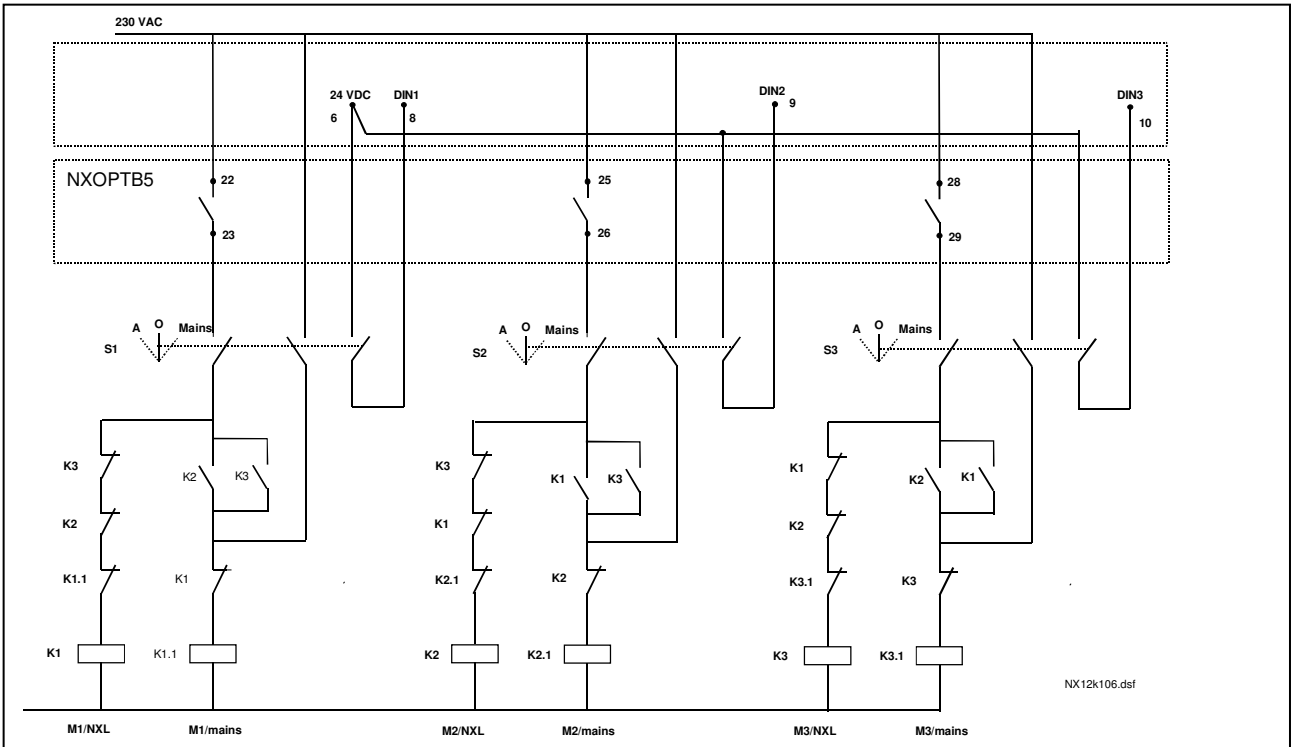 230 VAC
24 VDC DIN1 DIN2 DIN3
6 8 9 10
NXOPTB5
22 25 28
23 26 29
S1 A O Mains
S2 A O Mains
S3 A O Mains
K3 K2 K3
K2
K1.1 K1
K1 K1.1
K3 K1 K3
K1
K2.1 K2
K2 K2.1
K1 K2 K1
K2
K3.1 K3
K3 K3.1
NX12k106.dsf
M1/NXL M1/mains M2/NXL M2/mains M3/NXL M3/mains